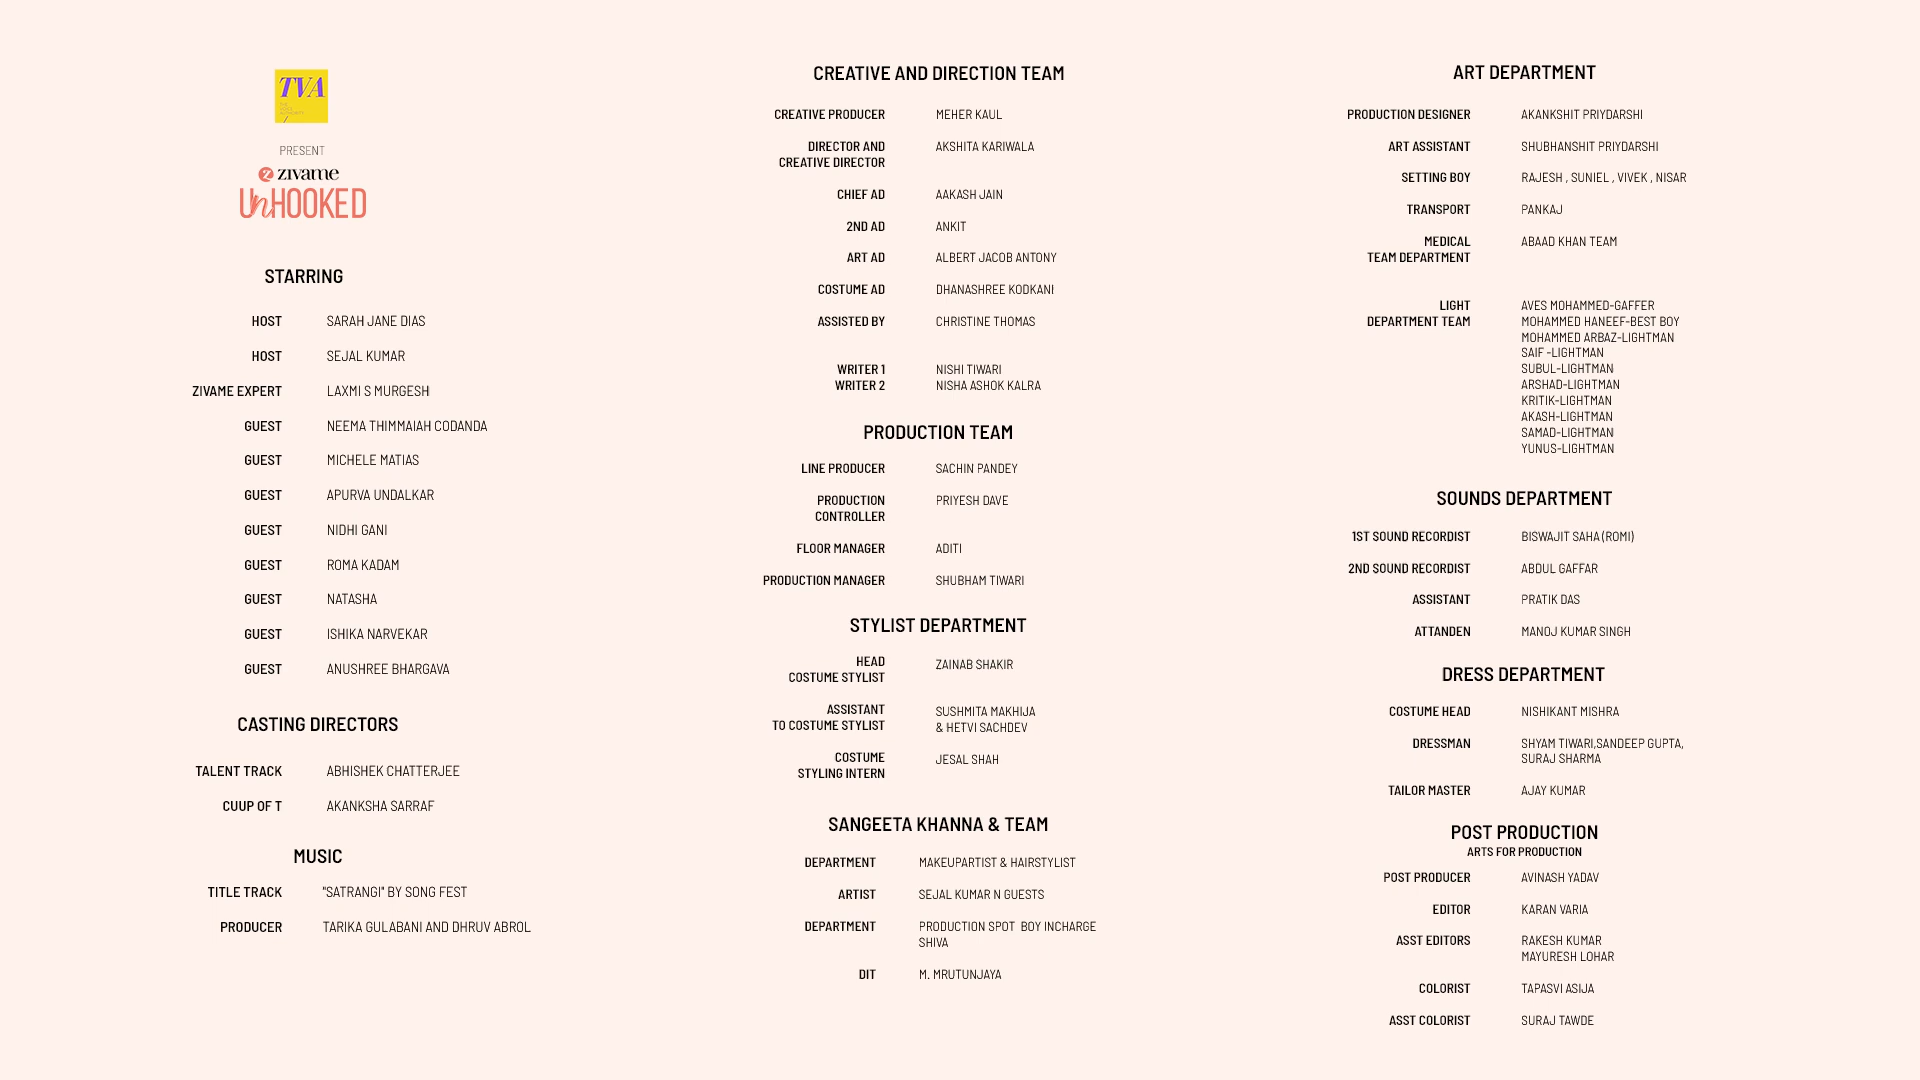 TVA
PRESENT
zivame
UnHOOKED
STARRING
HOST SARAH JANE DIAS
HOST SEJAL KUMAR
ZIVAME EXPERT LAXMI S MURGESH
GUEST NEEMA THIMMAIAH CODANDA
GUEST MICHELE MATIAS
GUEST APURVA UNDALKAR
GUEST NIDHI GANI
GUEST ROMA KADAM
GUEST NATASHA
GUEST ISHIKA NARVEKAR
GUEST ANUSHREE BHARGAVA
CASTING DIRECTORS
TALENT TRACK ABHISHEK CHATTERJEE
CUUP OF T AKANKSHA SARRAF
MUSIC
TITLE TRACK "SATRANGI" BY SONG FEST
PRODUCER TARIKA GULABANI AND DHRUV ABROL
CREATIVE AND DIRECTION TEAM
CREATIVE PRODUCER MEHER KAUL
DIRECTOR AND AKSHITA KARIWALA
CREATIVE DIRECTOR
CHIEF AD AAKASH JAIN
2ND AD ANKIT
ART AD ALBERT JACOB ANTONY
COSTUME AD DHANASHREE KODKANI
ASSISTED BY CHRISTINE THOMAS
WRITER 1 NISHI TIWARI
WRITER 2 NISHA ASHOK KALRA
PRODUCTION TEAM
LINE PRODUCER SACHIN PANDEY
PRODUCTION PRIYESH DAVE
CONTROLLER
FLOOR MANAGER ADITI
PRODUCTION MANAGER SHUBHAM TIWARI
STYLIST DEPARTMENT
HEAD ZAINAB SHAKIR
COSTUME STYLIST
ASSISTANT SUSHMITA MAKHIJA
TO COSTUME STYLIST & HETVI SACHDEV
COSTUME JESAL SHAH
STYLING INTERN
SANGEETA KHANNA & TEAM
DEPARTMENT MAKEUPARTIST & HAIRSTYLIST
ARTIST SEJAL KUMAR N GUESTS
DEPARTMENT PRODUCTION SPOT BOY INCHARGE
SHIVA
DIT M. MRUTUNJAYA
ART DEPARTMENT
PRODUCTION DESIGNER AKANKSHIT PRIYDARSHI
ART ASSISTANT SHUBHANSHIT PRIYDARSHI
SETTING BOY RAJESH , SUNIEL , VIVEK , NISAR
TRANSPORT PANKAJ
MEDICAL ABAAD KHAN TEAM
TEAM DEPARTMENT
LIGHT AVES MOHAMMED-GAFFER
DEPARTMENT TEAM MOHAMMED HANEEF-BEST BOY
MOHAMMED ARBAZ-LIGHTMAN
SAIF -LIGHTMAN
SUBUL-LIGHTMAN
ARSHAD-LIGHTMAN
KRITIK-LIGHTMAN
AKASH-LIGHTMAN
SAMAD-LIGHTMAN
YUNUS-LIGHTMAN
SOUNDS DEPARTMENT
1ST SOUND RECORDIST BISWAJIT SAHA (ROMI)
2ND SOUND RECORDIST ABDUL GAFFAR
ASSISTANT PRATIK DAS
ATTANDEN MANOJ KUMAR SINGH
DRESS DEPARTMENT
COSTUME HEAD NISHIKANT MISHRA
DRESSMAN SHYAM TIWARI,SANDEEP GUPTA,
SURAJ SHARMA
TAILOR MASTER AJAY KUMAR
POST PRODUCTION
ARTS FOR PRODUCTION
POST PRODUCER AVINASH YADAV
EDITOR KARAN VARIA
ASST EDITORS RAKESH KUMAR
MAYURESH LOHAR
COLORIST TAPASVI ASIJA
ASST COLORIST SURAJ TAWDE